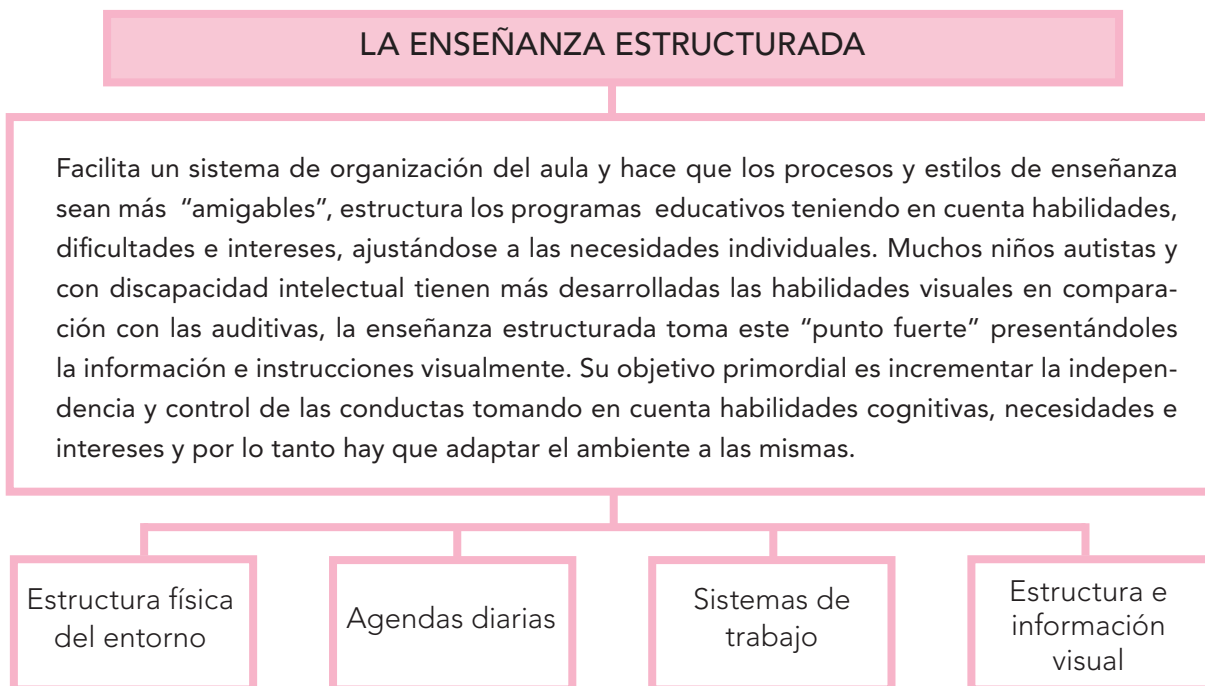 LA ENSEÑANZA ESTRUCTURADA
Facilita un sistema de organización del aula y hace que los procesos y estilos de enseñanza
sean más “amigables”, estructura los programas educativos teniendo en cuenta habilidades,
dificultades e intereses, ajustándose a las necesidades individuales. Muchos niños autistas y
con discapacidad intelectual tienen más desarrolladas las habilidades visuales en compara-
ción con las auditivas, la enseñanza estructurada toma este “punto fuerte” presentándoles
la información e instrucciones visualmente. Su objetivo primordial es incrementar la indepen-
dencia y control de las conductas tomando en cuenta habilidades cognitivas, necesidades e
intereses y por lo tanto hay que adaptar el ambiente a las mismas.
Estructura física
del entorno
Agendas diarias
Sistemas de
trabajo
Estructura e
información
visual